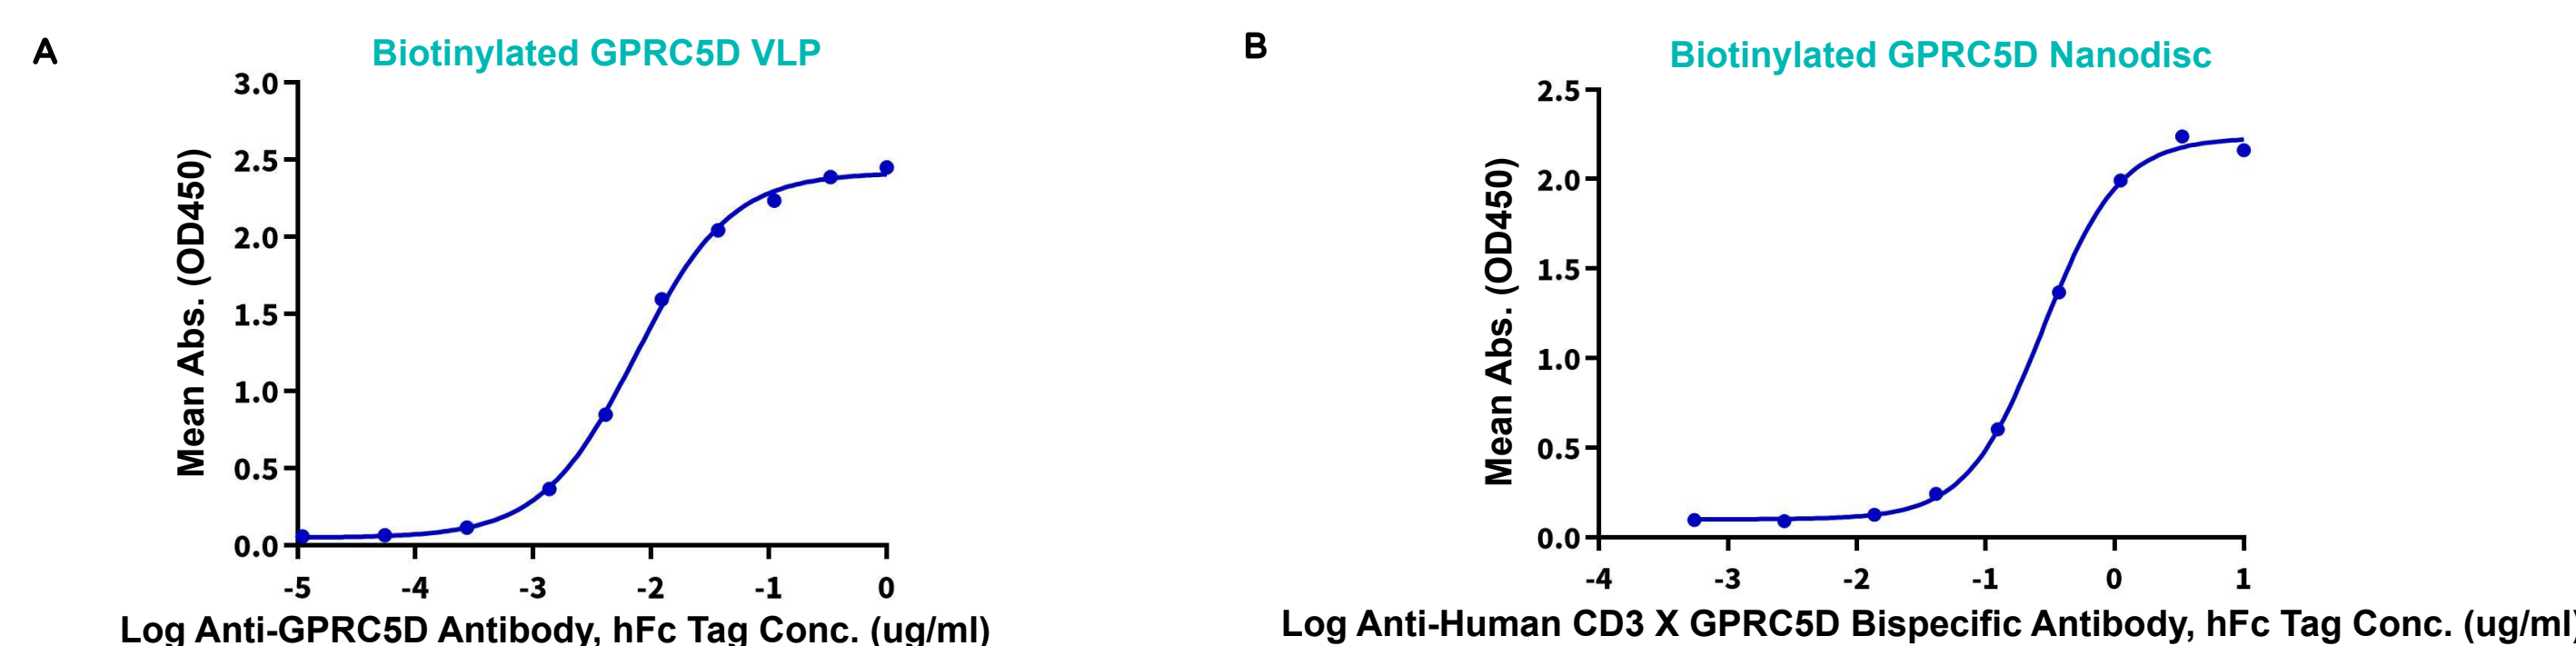 A
Biotinylated GPRC5D VLP
3.0
2.5
2.0
1.5
1.0
0.5
0.0
Mean Abs. (OD450)
-5 -4 -3 -2 -1 0
Log Anti-GPRC5D Antibody, hFc Tag Conc. (ug/ml)
B
Biotinylated GPRC5D Nanodisc
2.5
2.0
1.5
1.0
0.5
0.0
Mean Abs. (OD450)
-4 -3 -2 -1 0 1
Log Anti-Human CD3 X GPRC5D Bispecific Antibody, hFc Tag Conc. (ug/ml)